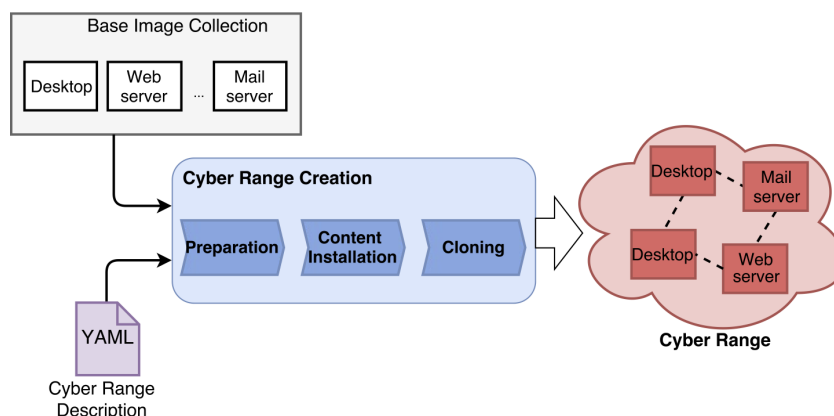 Base Image Collection
Desktop
Web
server
...
Mail
server
Cyber Range Creation
Preparation
Content
Installation
Cloning
YAML
Cyber Range
Description
Desktop
Mail
server
Desktop
Web
server
Cyber Range